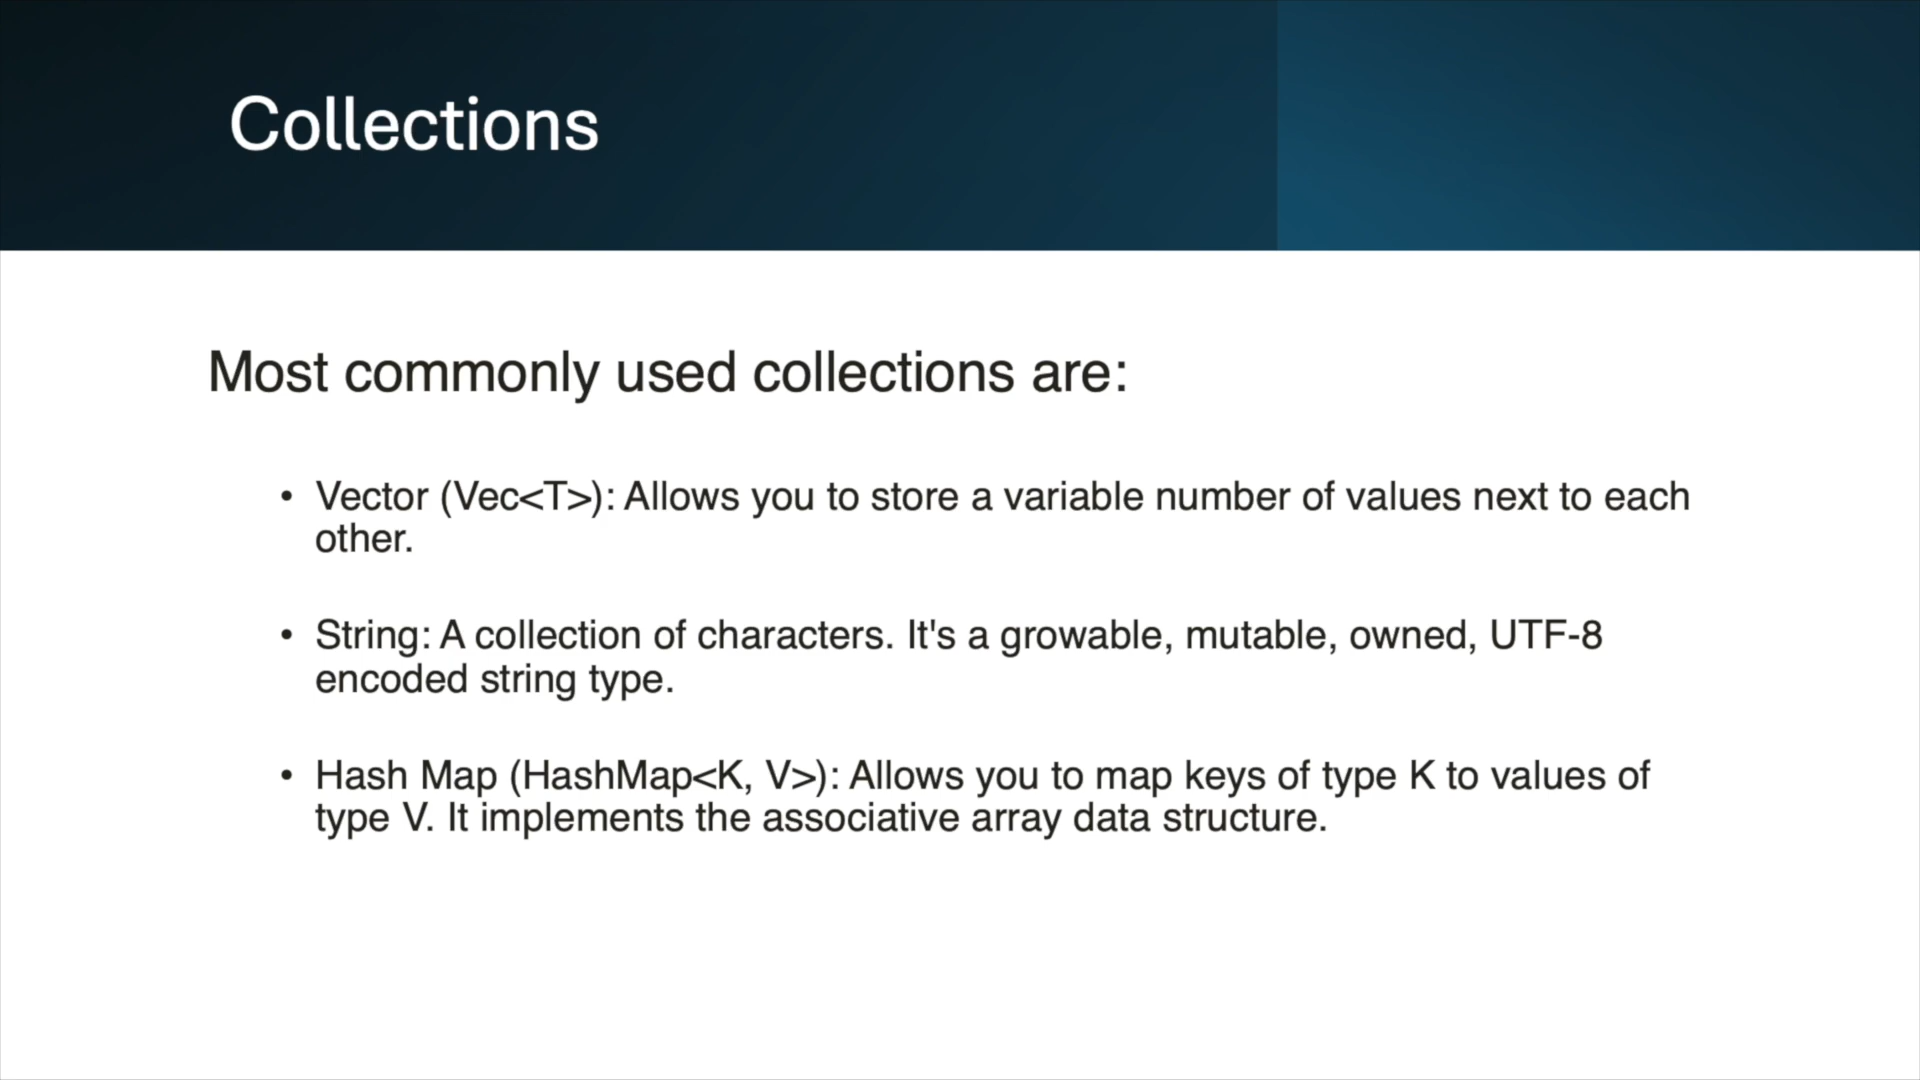 Collections
Most commonly used collections are:
• Vector (Vec<T>): Allows you to store a variable number of values next to each
other.
• String: A collection of characters. It's a growable, mutable, owned, UTF-8
encoded string type.
• Hash Map (HashMap<K, V>): Allows you to map keys of type K to values of
type V. It implements the associative array data structure.